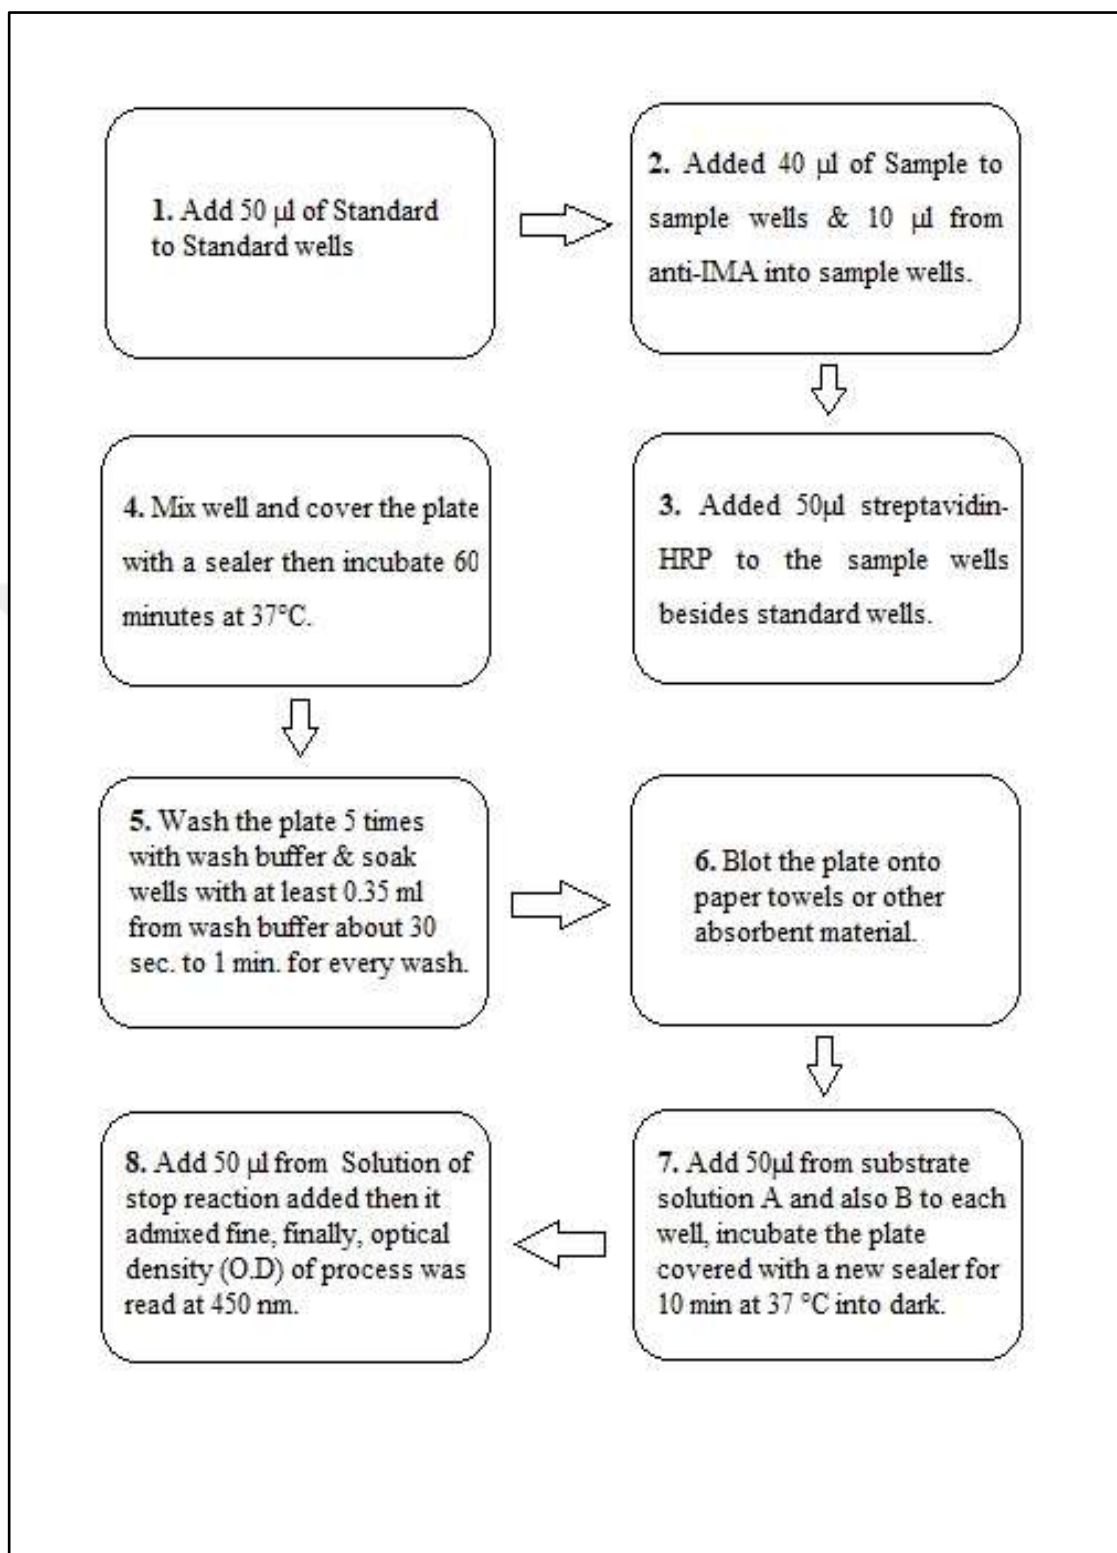 1. Add 50 µl of Standard
to Standard wells
2. Added 40 µl of Sample to
sample wells & 10 µl from
anti-IMA into sample wells.
3. Added 50µl streptavidin-
HRP to the sample wells
besides standard wells.
4. Mix well and cover the plate
with a sealer then incubate 60
minutes at 37°C.
5. Wash the plate 5 times
with wash buffer & soak
wells with at least 0.35 ml
from wash buffer about 30
sec. to 1 min. for every wash.
6. Blot the plate onto
paper towels or other
absorbent material.
7. Add 50µl from substrate
solution A and also B to each
well, incubate the plate
covered with a new sealer for
10 min at 37 °C into dark.
8. Add 50 µl from Solution of
stop reaction added then it
admixed fine, finally, optical
density (O.D) of process was
read at 450 nm.